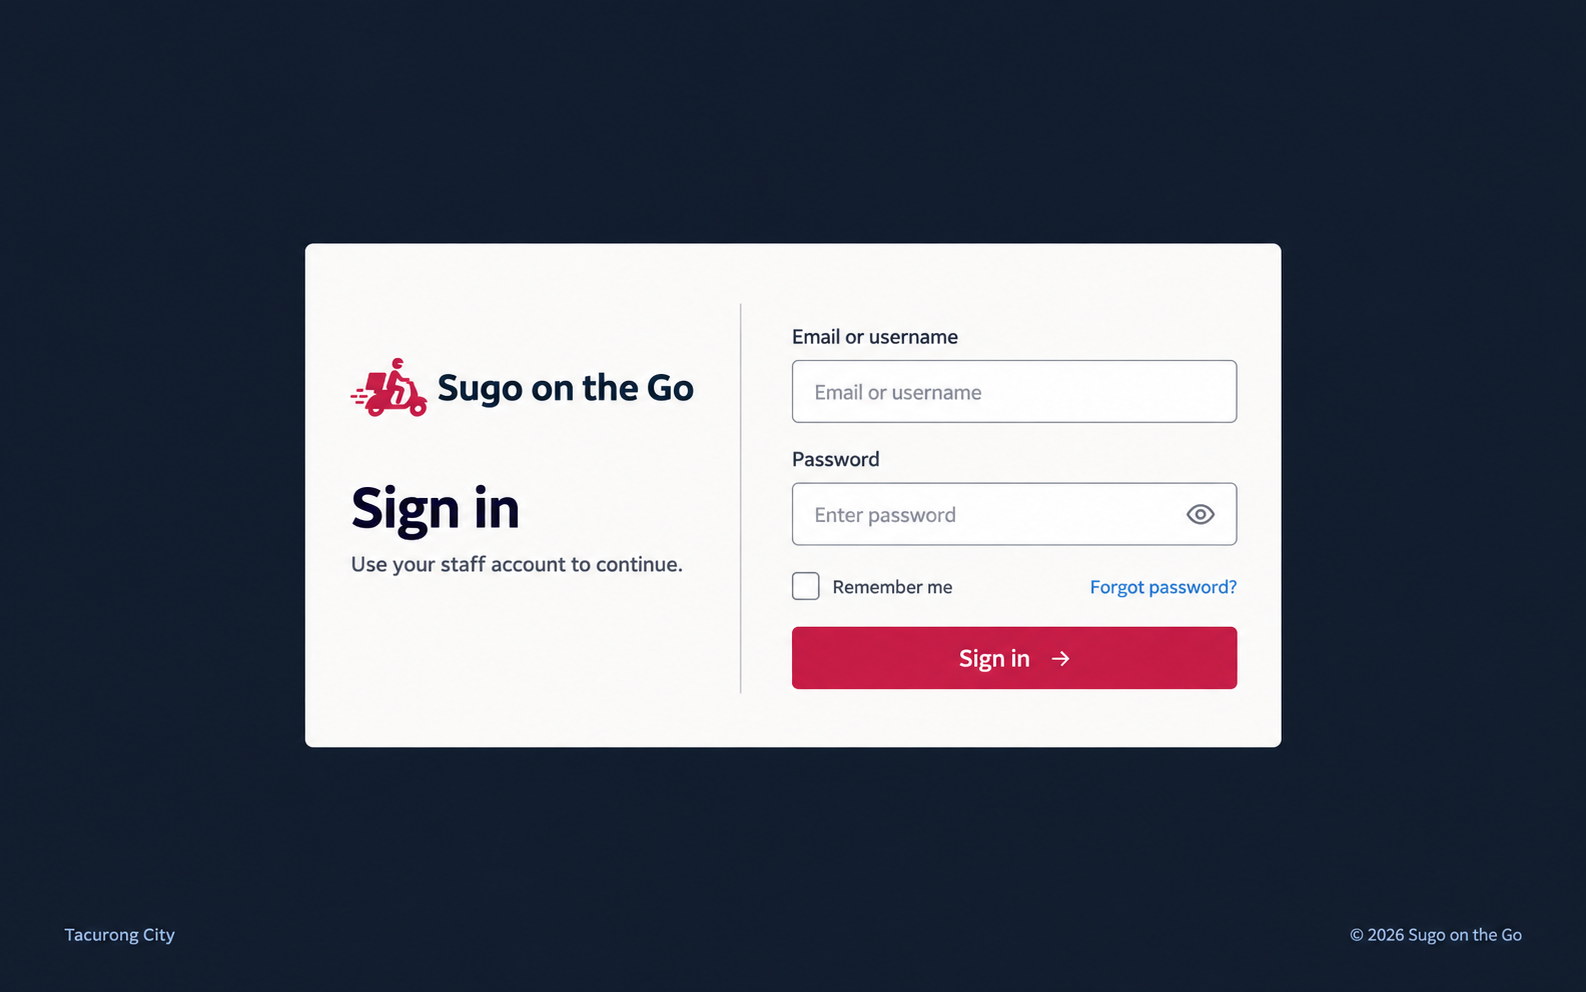 Sugo on the Go
Sign in
Use your staff account to continue.
Email or username
Email or username
Password
Enter password
Remember me
Forgot password?
Sign in →
Tacurong City
© 2026 Sugo on the Go